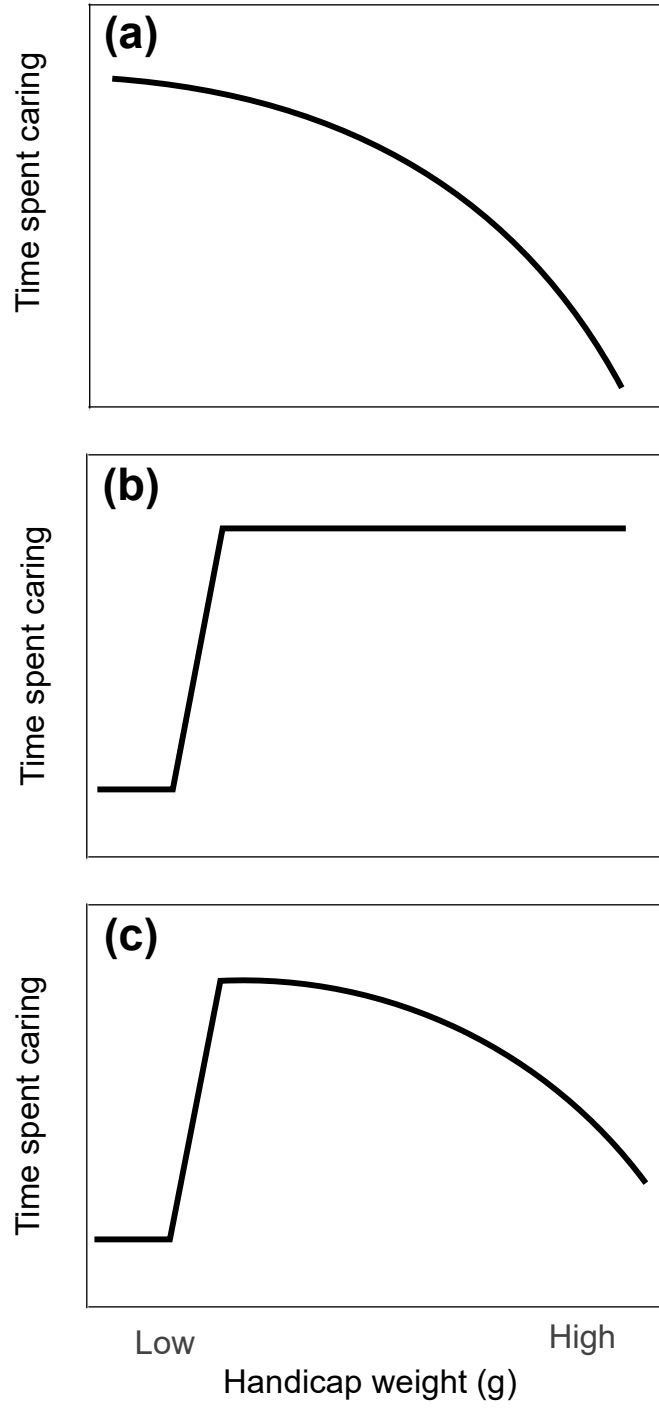 (a)
Time spent caring
(b)
Time spent caring
(c)
Time spent caring
Low
High
Handicap weight (g)